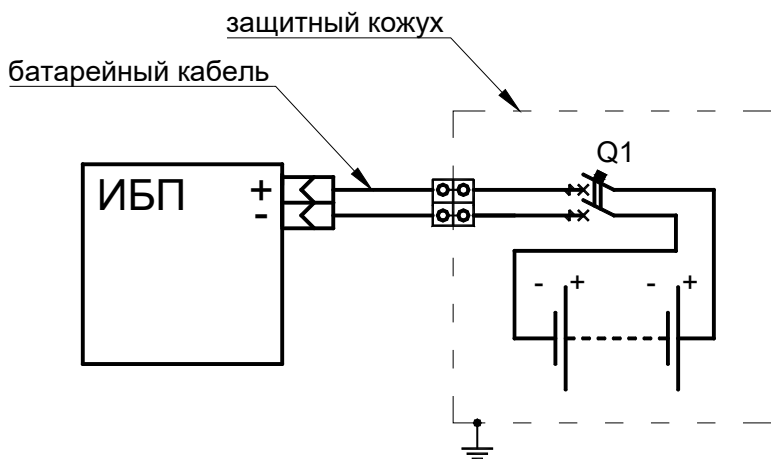 защитный кожух
батарейный кабель
Q1
ИБП +
-
- + - +